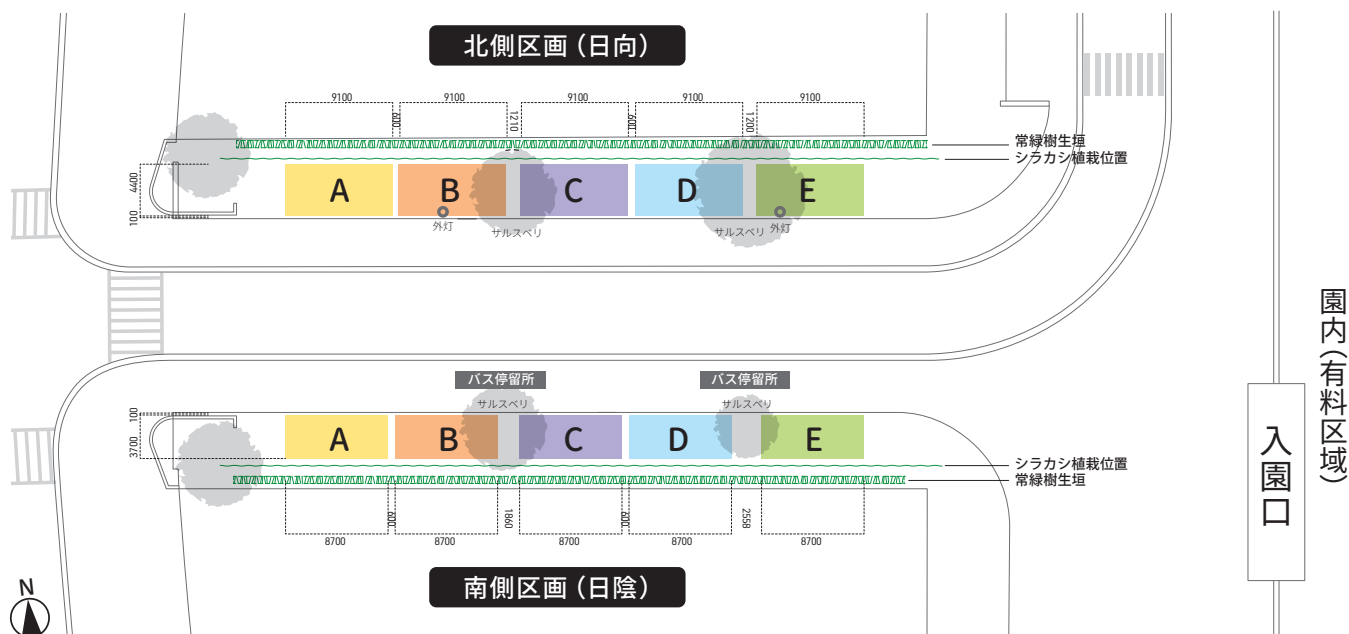 北側区画（日向）
9100
9100
9100
9100
9100
600
1210
600
1200
常緑樹生垣
シラカシ植栽位置
4400
100
A
B
C
D
E
外灯
サルスベリ
サルスベリ
外灯
園内（有料区域）
入園口
バス停留所
バス停留所
サルスベリ
サルスベリ
100
3700
A
B
C
D
E
シラカシ植栽位置
常緑樹生垣
600
1860
600
2558
8700
8700
8700
8700
8700
南側区画（日陰）
N